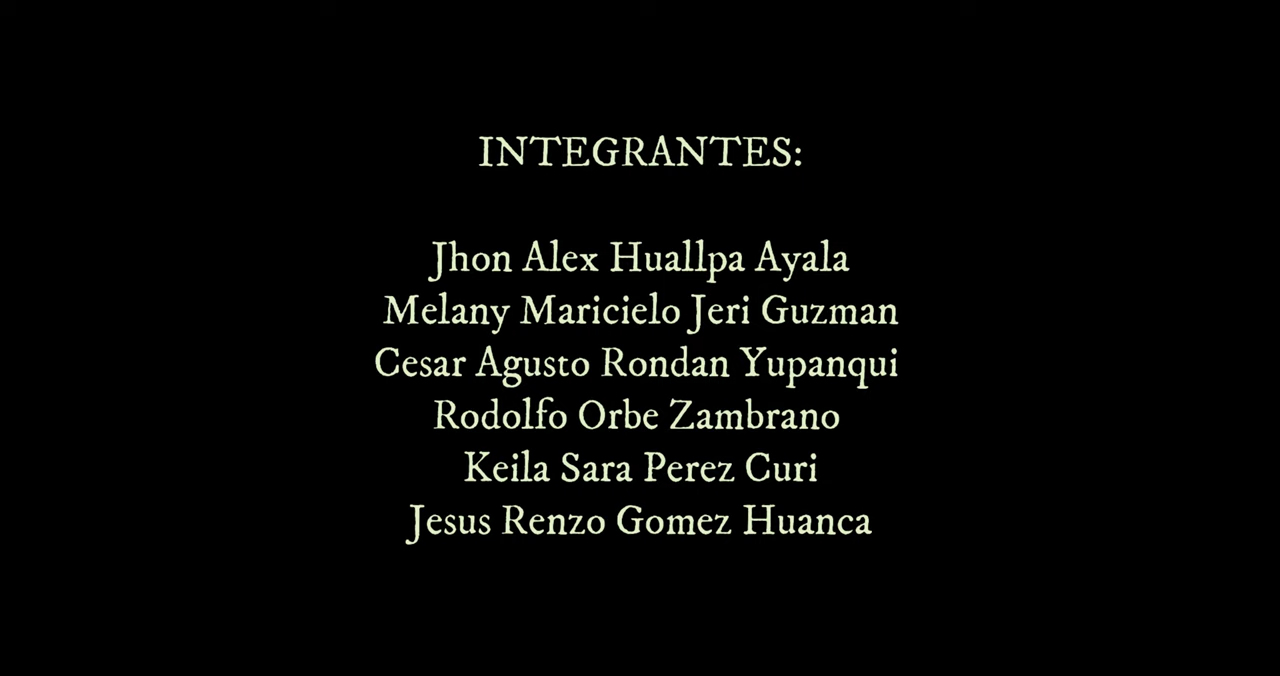 INTEGRANTES:
Jhon Alex Huallpa Ayala
Melany Maricielo Jeri Guzman
Cesar Agusto Rondan Yupanqui
Rodolfo Orbe Zambrano
Keila Sara Perez Curi
Jesus Renzo Gomez Huanca